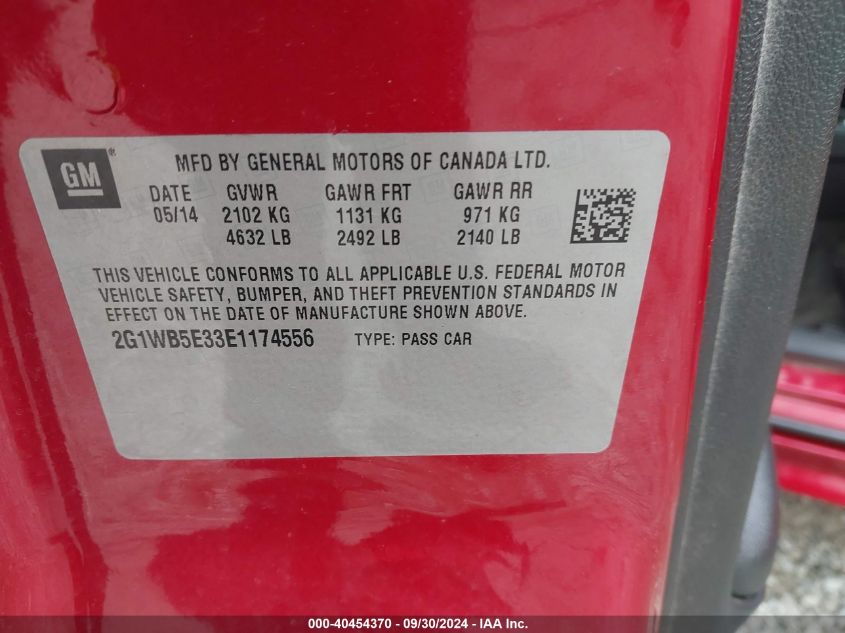 GM®
MFD BY GENERAL MOTORS OF CANADA LTD.
DATE GVWR GAWR FRT GAWR RR
05/14 2102 KG 1131 KG 971 KG
4632 LB 2492 LB 2140 LB
THIS VEHICLE CONFORMS TO ALL APPLICABLE U.S. FEDERAL MOTOR
VEHICLE SAFETY, BUMPER, AND THEFT PREVENTION STANDARDS IN
EFFECT ON THE DATE OF MANUFACTURE SHOWN ABOVE.
2G1WB5E33E1174556 TYPE: PASS CAR
000-40454370 - 09/30/2024 - IAA Inc.